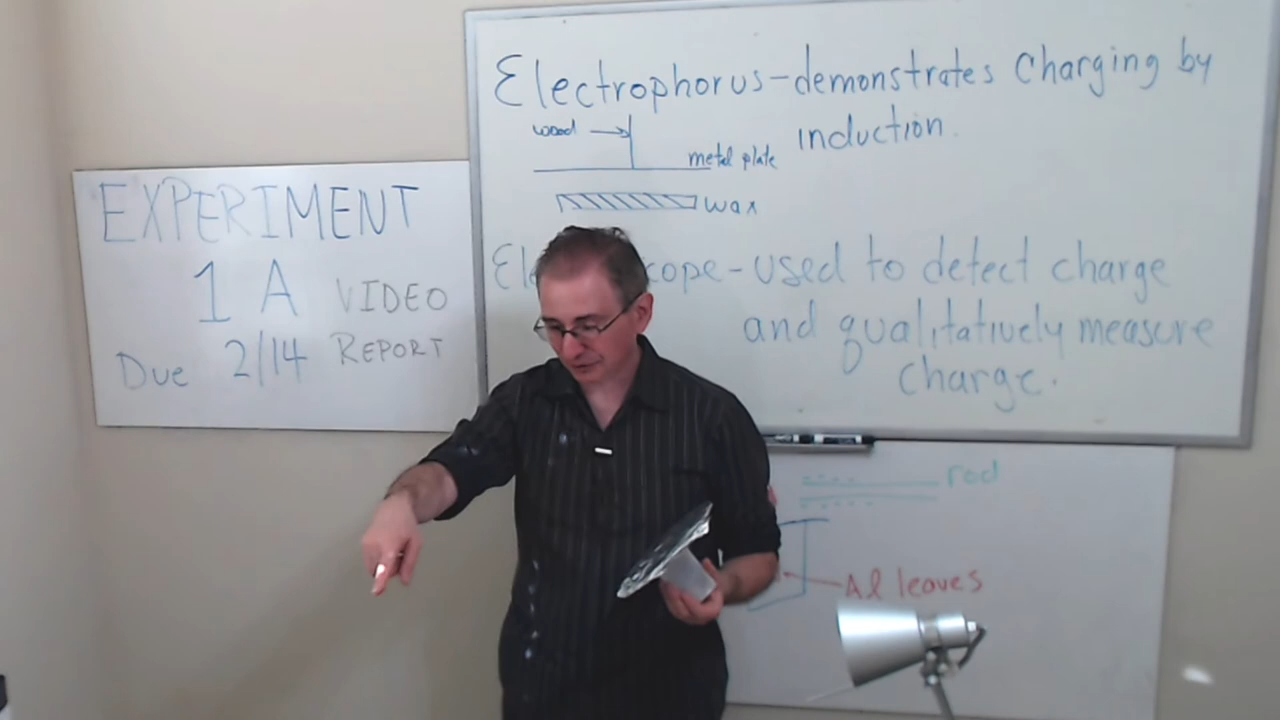 EXPERIMENT
1 A VIDEO
Due 2/14 REPORT
Electrophorus-demonstrates Charging by
induction.
wood
metal plate
wax
-used to detect charge
and qualitatively measure
charge.
rod
Al leaves